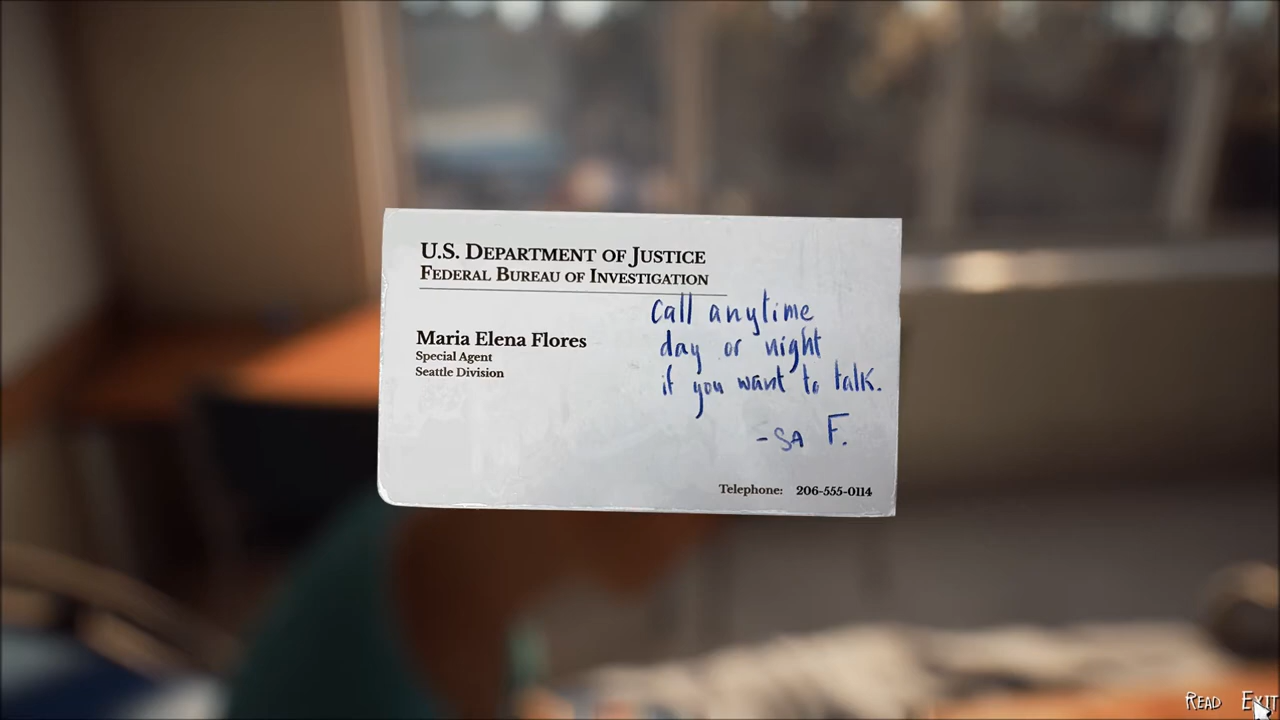 U.S. DEPARTMENT OF JUSTICE
FEDERAL BUREAU OF INVESTIGATION
Call anytime
day or night
if you want to talk.
-SA F.
Maria Elena Flores
Special Agent
Seattle Division
Telephone: 206-555-0114
READ EXIT